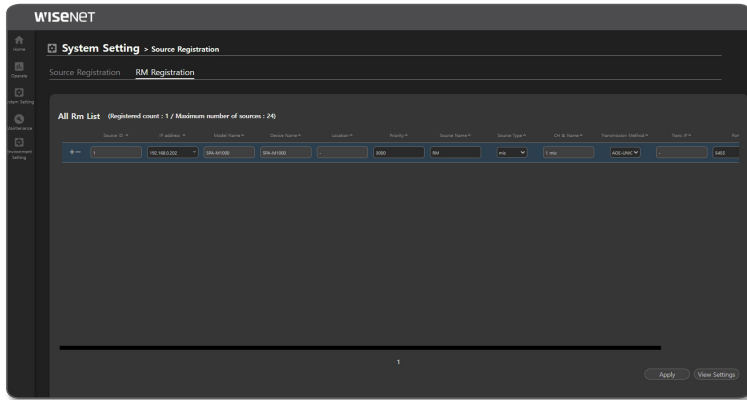 WISENET
Home
System Setting > Source Registration
Operate
Source Registration RM Registration
System Setting
All Rm List (Registered count : 1 / Maximum number of sources : 24)
Maintenance
Source ID IP address Model Name Device Name Location Priority Source Name Source Type CH & Name Transmission Method Trans. IP Port
Environment
Setting
+ − 1 192.168.0.202 SPA-M1000 SPA-M1000 - 3000 RM mic 1: mic AOE-UNIC - 5455
1
Apply View Settings